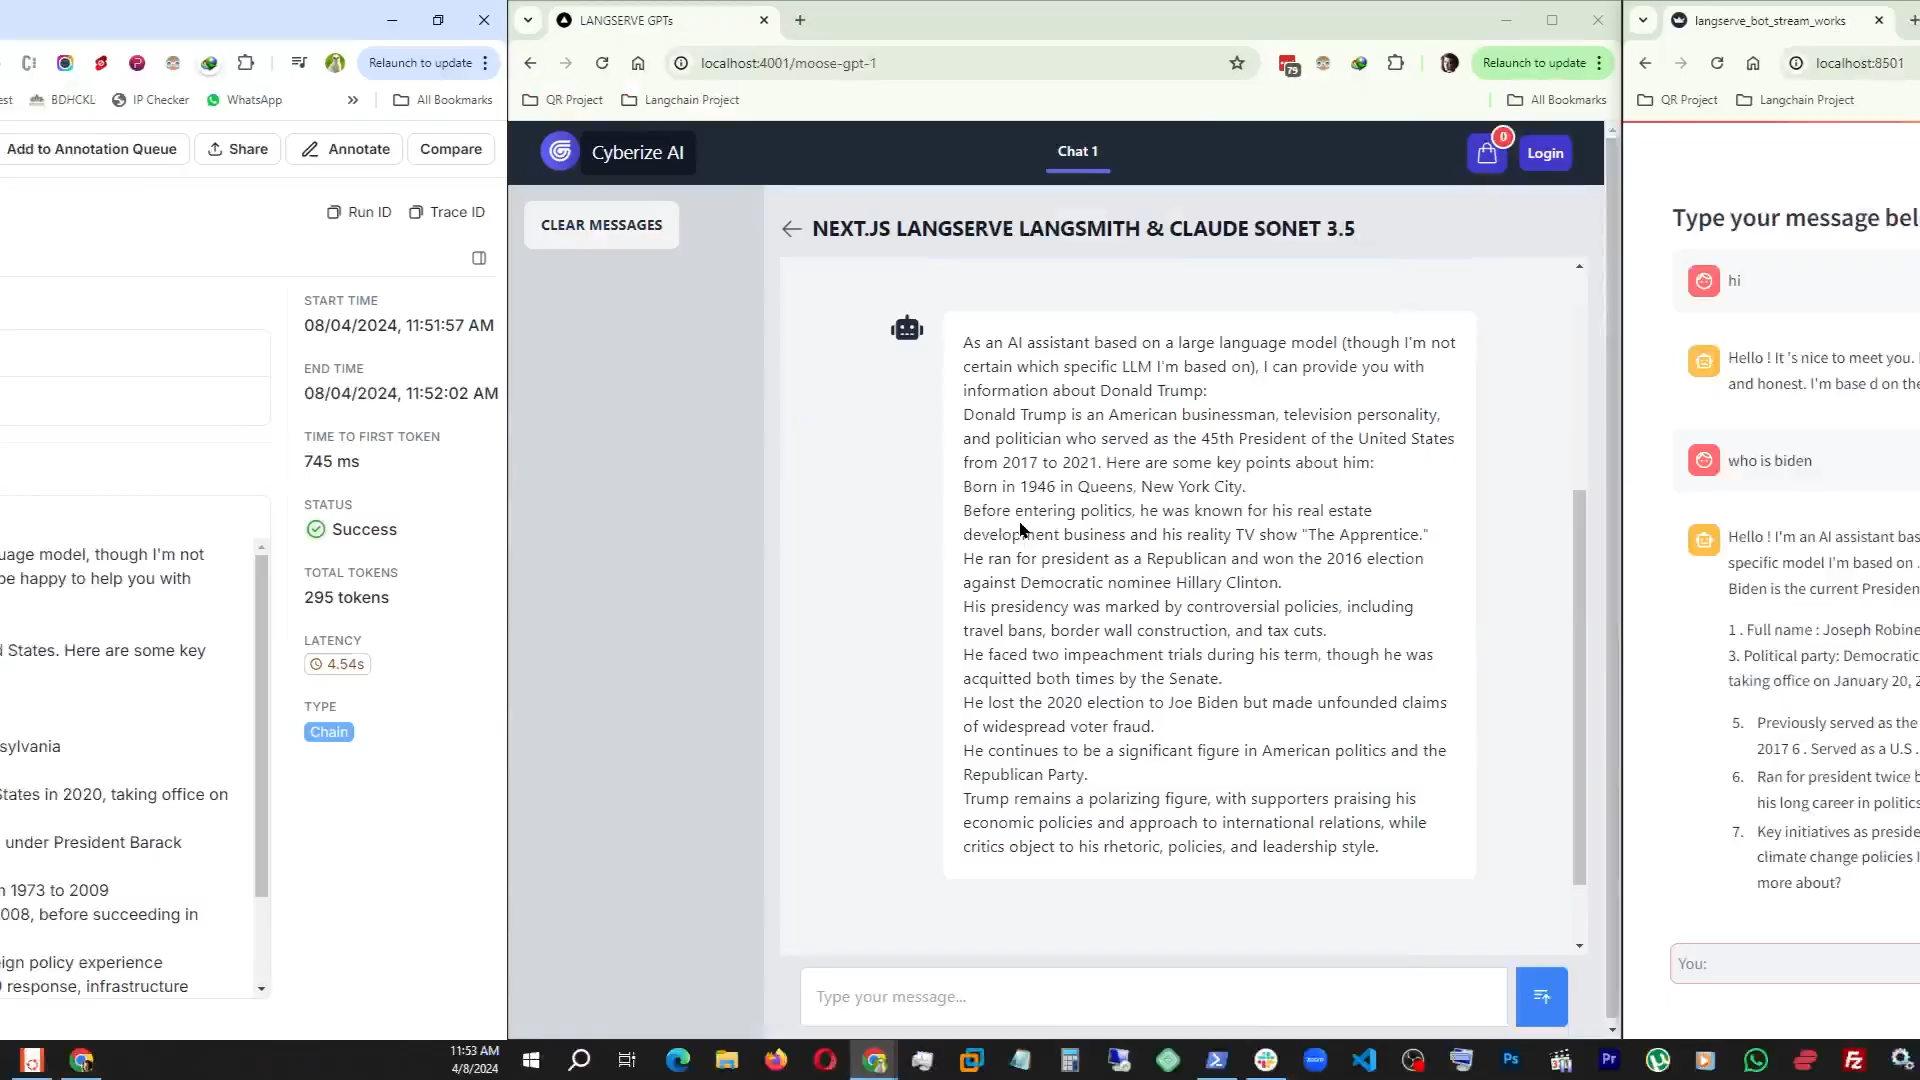 Relaunch to update
est
BDHCKL
IP Checker
WhatsApp
All Bookmarks
Add to Annotation Queue
Share
Annotate
Compare
Run ID
Trace ID
START TIME
08/04/2024, 11:51:57 AM
END TIME
08/04/2024, 11:52:02 AM
TIME TO FIRST TOKEN
745 ms
STATUS
Success
TOTAL TOKENS
295 tokens
LATENCY
4.54s
TYPE
Chain
uage model, though I'm not
be happy to help you with
d States. Here are some key
sylvania
States in 2020, taking office on
under President Barack
n 1973 to 2009
008, before succeeding in
eign policy experience
response, infrastructure
LANGSERVE GPTs
localhost:4001/moose-gpt-1
79
Relaunch to update
QR Project
Langchain Project
All Bookmarks
Cyberize AI
Chat 1
0
Login
CLEAR MESSAGES
NEXT.JS LANGSERVE LANGSMITH & CLAUDE SONET 3.5
As an AI assistant based on a large language model (though I'm not
certain which specific LLM I'm based on), I can provide you with
information about Donald Trump:
Donald Trump is an American businessman, television personality,
and politician who served as the 45th President of the United States
from 2017 to 2021. Here are some key points about him:
Born in 1946 in Queens, New York City.
Before entering politics, he was known for his real estate
development business and his reality TV show "The Apprentice."
He ran for president as a Republican and won the 2016 election
against Democratic nominee Hillary Clinton.
His presidency was marked by controversial policies, including
travel bans, border wall construction, and tax cuts.
He faced two impeachment trials during his term, though he was
acquitted both times by the Senate.
He lost the 2020 election to Joe Biden but made unfounded claims
of widespread voter fraud.
He continues to be a significant figure in American politics and the
Republican Party.
Trump remains a polarizing figure, with supporters praising his
economic policies and approach to international relations, while
critics object to his rhetoric, policies, and leadership style.
Type your message...
langserve_bot_stream_works
localhost:8501
QR Project
Langchain Project
Type your message bel
hi
Hello ! It 's nice to meet you.
and honest. I'm base d on the
who is biden
Hello ! I'm an AI assistant bas
specific model I'm based on .
Biden is the current Presiden
1 . Full name : Joseph Robine
3. Political party: Democratic
taking office on January 20, 2
5. Previously served as the
2017 6 . Served as a U.S .
6. Ran for president twice b
his long career in politics
7. Key initiatives as preside
climate change policies I
more about?
You:
11:53 AM
4/8/2024
zoom
Ps
Pr